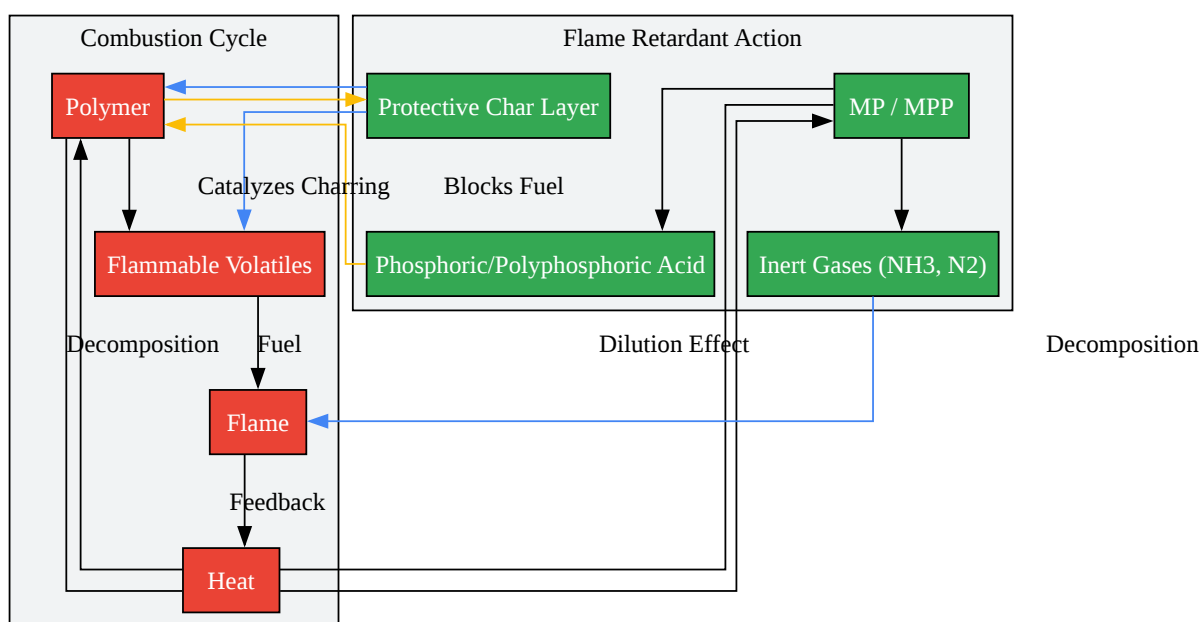 Combustion Cycle
Flame Retardant Action
Polymer
Protective Char Layer
MP / MPP
Catalyzes Charring
Blocks Fuel
Flammable Volatiles
Phosphoric/Polyphosphoric Acid
Inert Gases (NH3, N2)
Decomposition
Fuel
Dilution Effect
Decomposition
Flame
Feedback
Heat